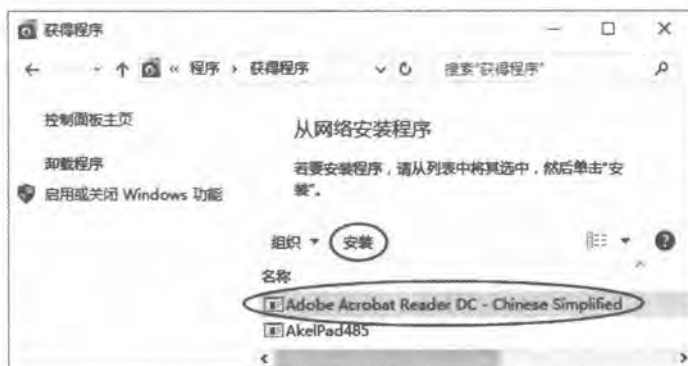 获得程序
« 程序 › 获得程序 搜索"获得程序"
控制面板主页
卸载程序
启用或关闭 Windows 功能
从网络安装程序
若要安装程序，请从列表中将其选中，然后单击"安
装"。
组织 安装
名称
Adobe Acrobat Reader DC - Chinese Simplified
AkelPad485